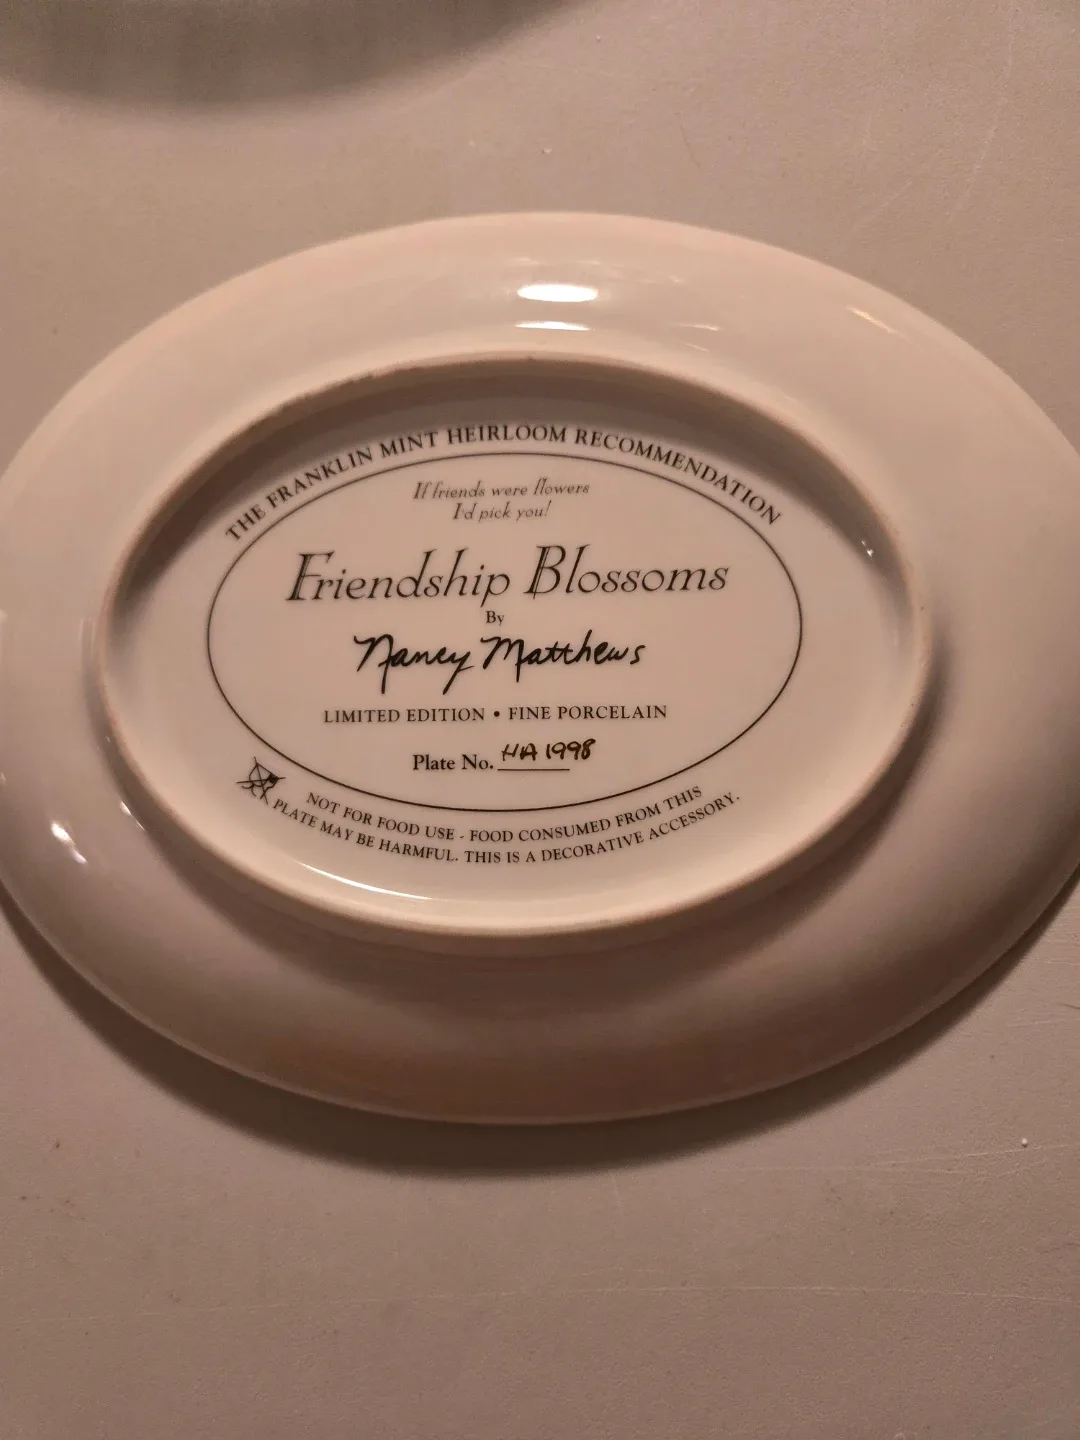 THE FRANKLIN MINT HEIRLOOM RECOMMENDATION
If friends were flowers
I'd pick you!
Friendship Blossoms
By
Nancy Matthews
LIMITED EDITION • FINE PORCELAIN
Plate No. HA 1998
NOT FOR FOOD USE - FOOD CONSUMED FROM THIS
PLATE MAY BE HARMFUL. THIS IS A DECORATIVE ACCESSORY.